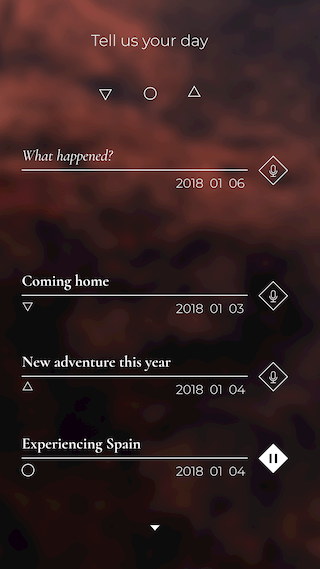 Tell us your day
What happened?
2018 01 06
Coming home
2018 01 03
New adventure this year
2018 01 04
Experiencing Spain
2018 01 04